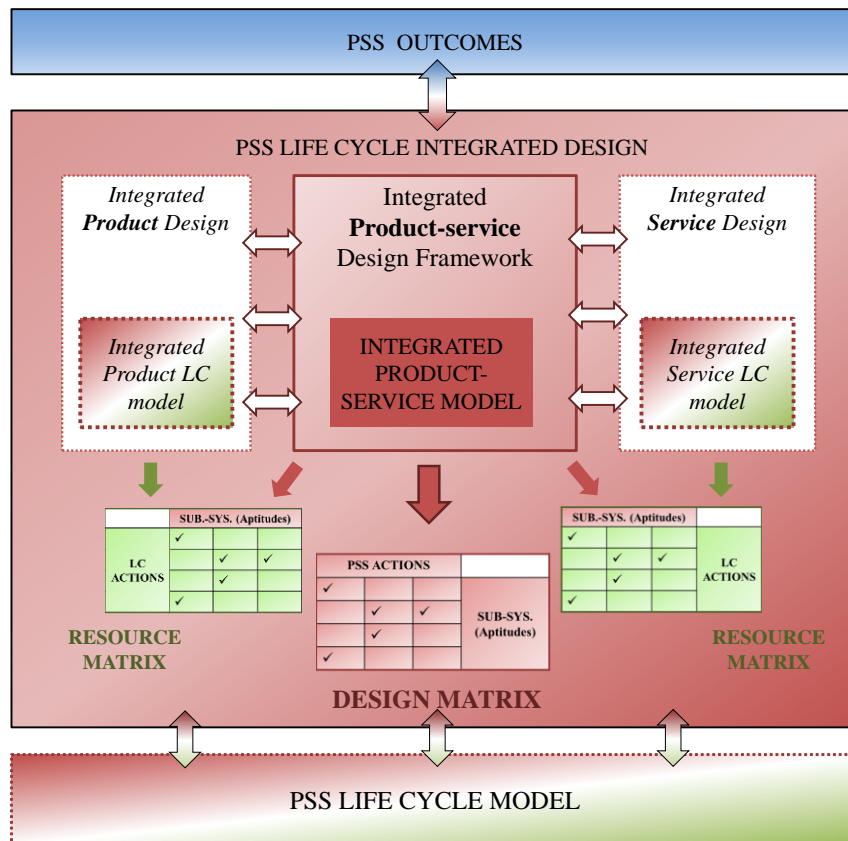 PSS OUTCOMES
PSS LIFE CYCLE INTEGRATED DESIGN
Integrated
Product Design
Integrated
Product LC
model
Integrated
Product-service
Design Framework
INTEGRATED
PRODUCT-
SERVICE MODEL
Integrated
Service Design
Integrated
Service LC
model
SUB.-SYS. (Aptitudes)
LC
ACTIONS
✓
✓ ✓
✓
✓
RESOURCE
MATRIX
PSS ACTIONS
✓
✓ ✓
✓
✓
SUB-SYS.
(Aptitudes)
DESIGN MATRIX
SUB.-SYS. (Aptitudes)
✓
✓ ✓
✓
✓
LC
ACTIONS
RESOURCE
MATRIX
PSS LIFE CYCLE MODEL